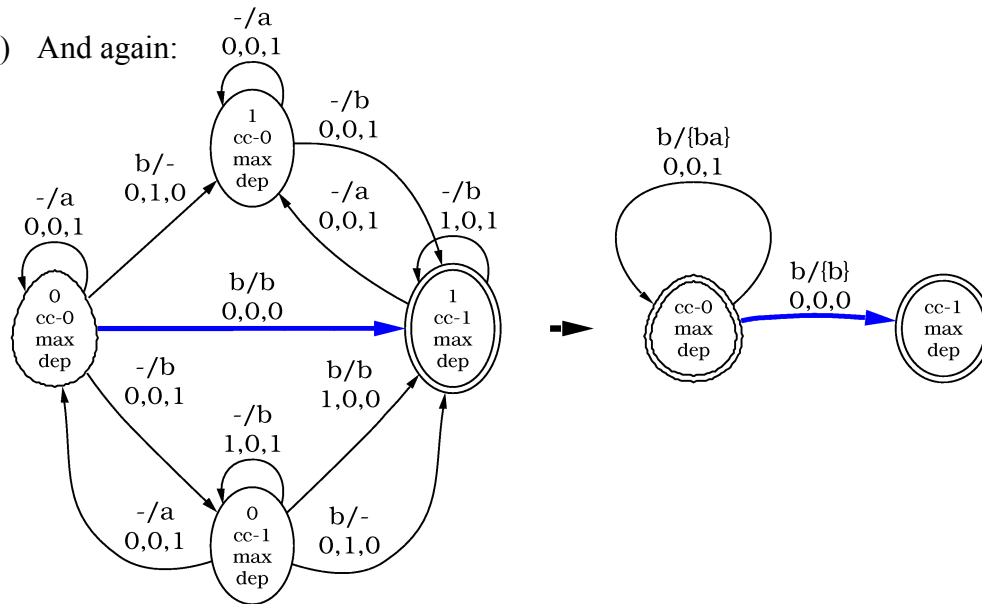 ) And again:
-/a
0,0,1
1
cc-0
max
dep
-/b
0,0,1
b/-
0,1,0
-/a
0,0,1
-/a
0,0,1
-/b
1,0,1
0
cc-0
max
dep
b/b
0,0,0
1
cc-1
max
dep
-/b
0,0,1
b/b
1,0,0
-/b
1,0,1
-/a
0,0,1
0
cc-1
max
dep
b/-
0,1,0
b/{ba}
0,0,1
cc-0
max
dep
b/{b}
0,0,0
cc-1
max
dep